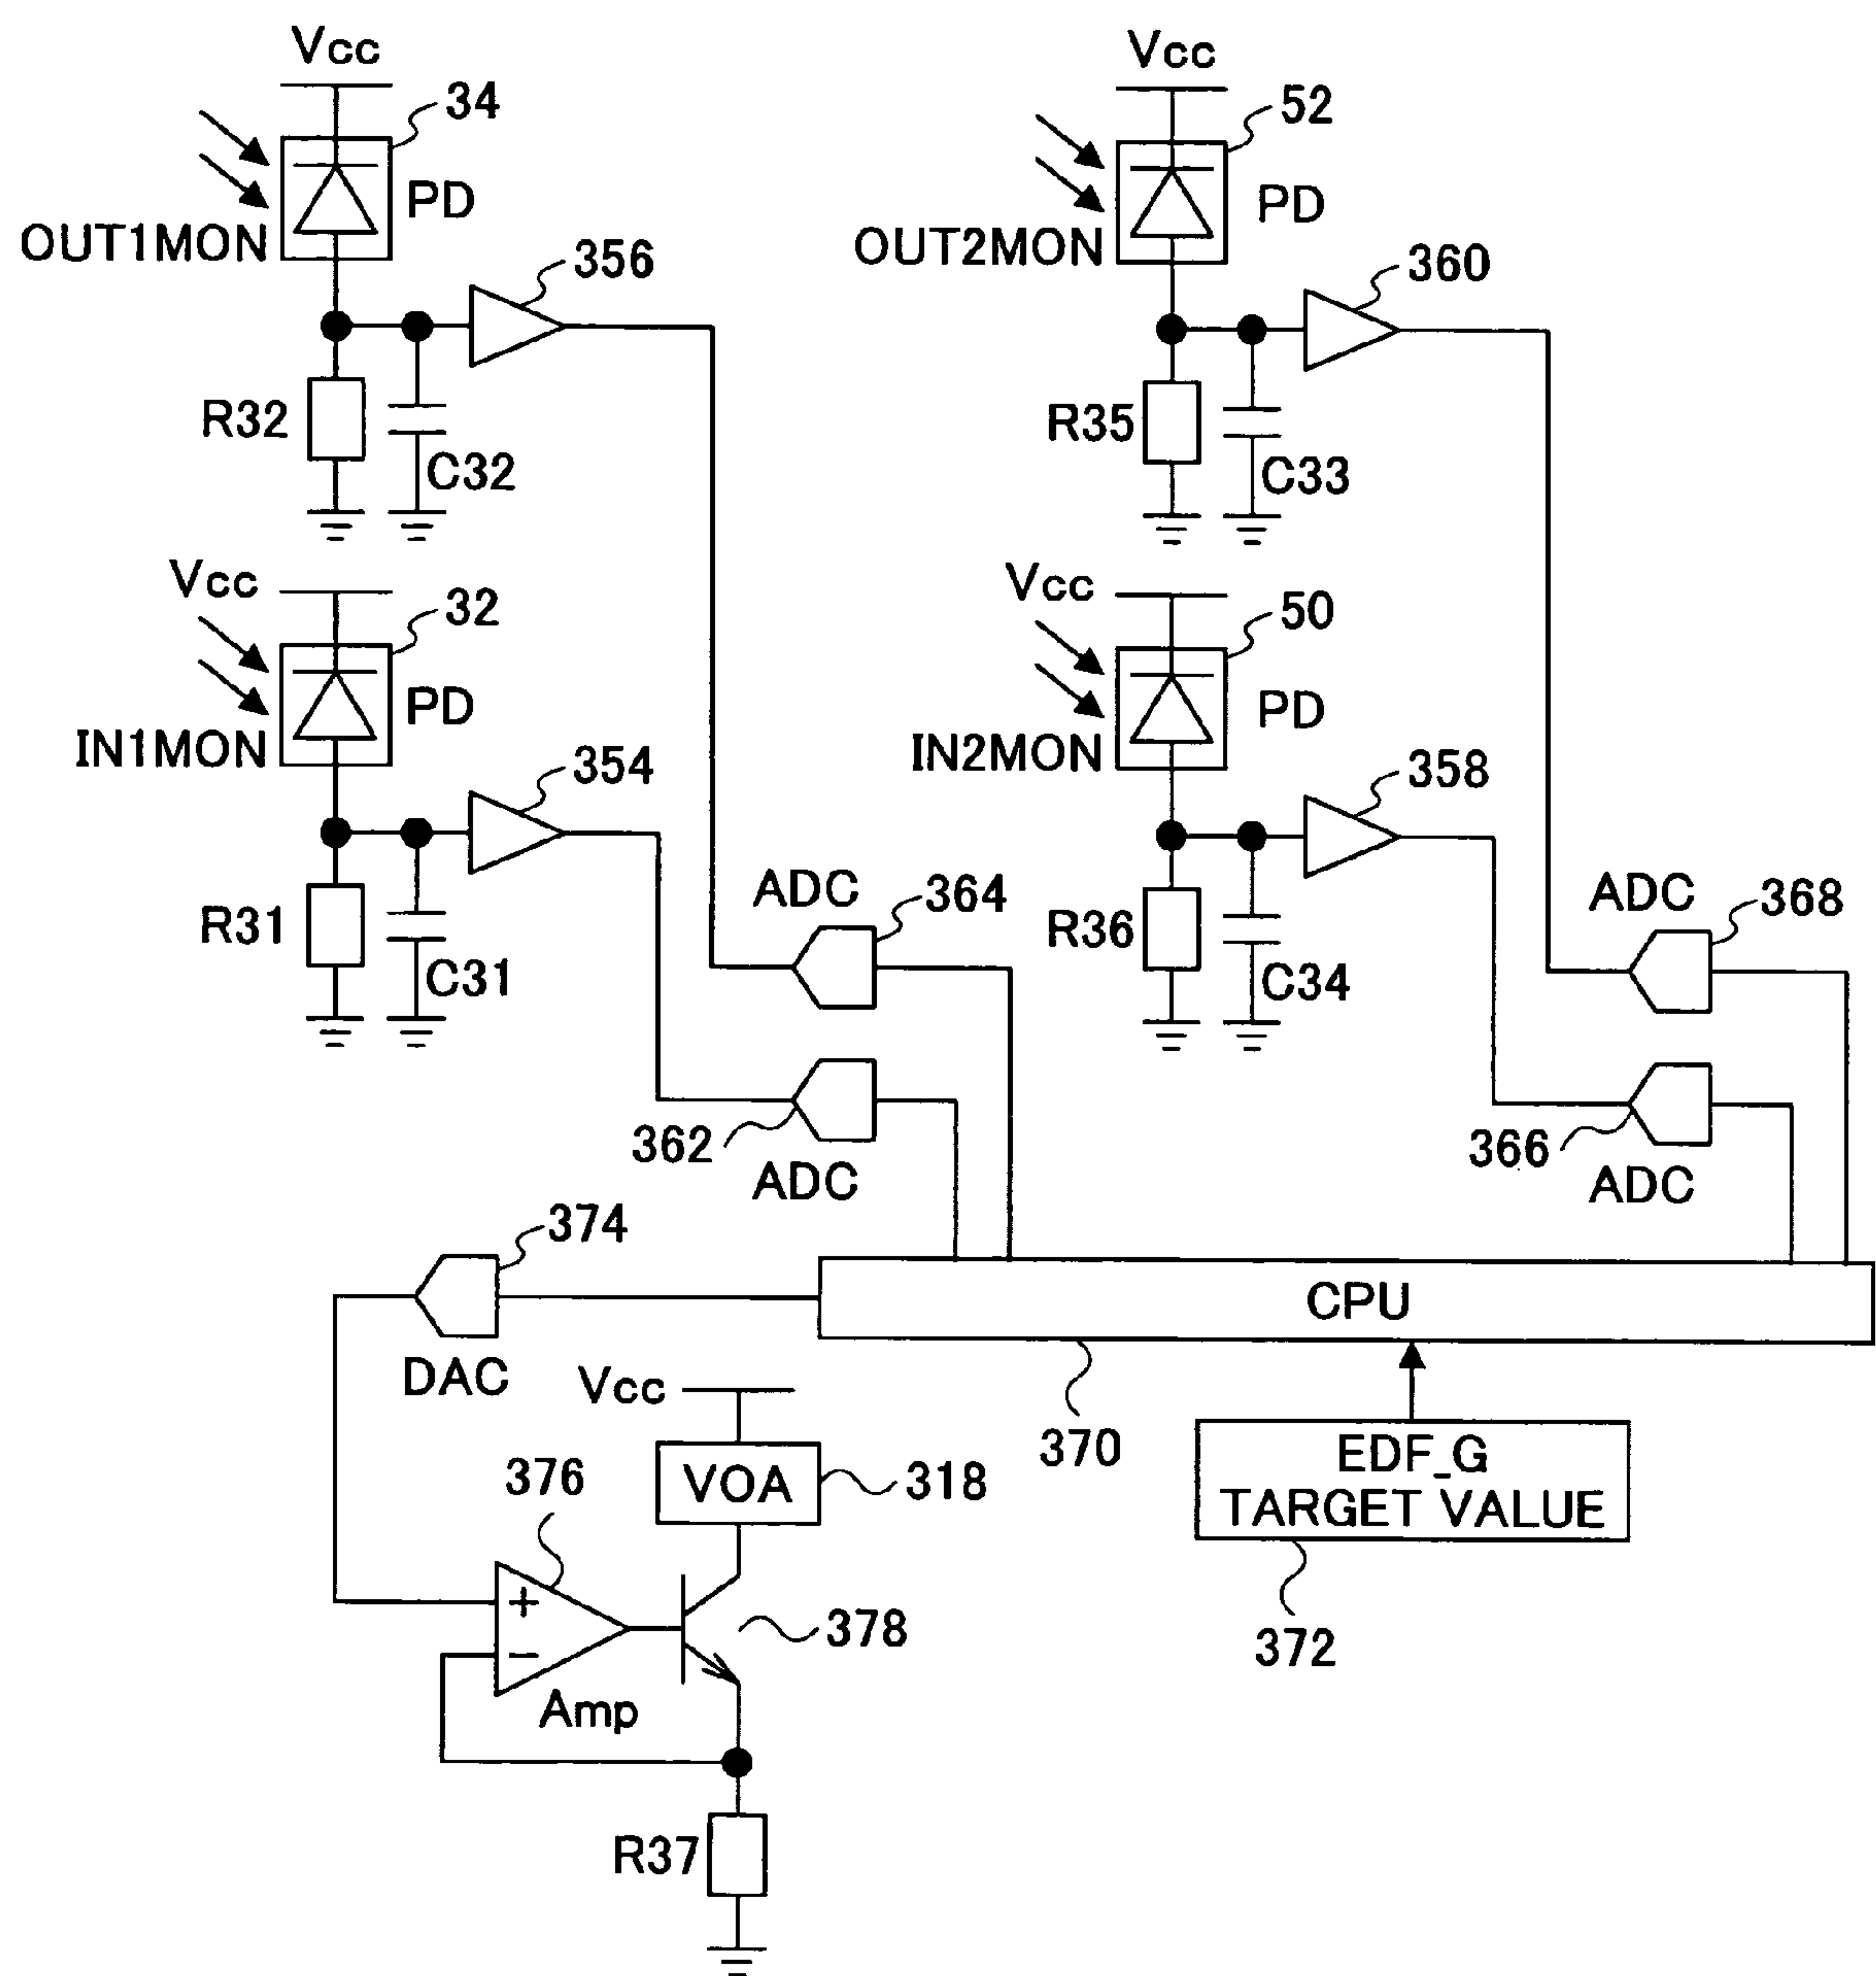 Vcc
34
PD
OUT1MON
356
R32
C32
Vcc
32
PD
IN1MON
354
R31
C31
ADC
364
362
ADC
Vcc
52
PD
OUT2MON
360
R35
C33
Vcc
50
PD
IN2MON
358
R36
C34
ADC
368
366
ADC
374
DAC
CPU
370
EDF_G
TARGET VALUE
372
Vcc
VOA
318
376
+
−
Amp
378
R37